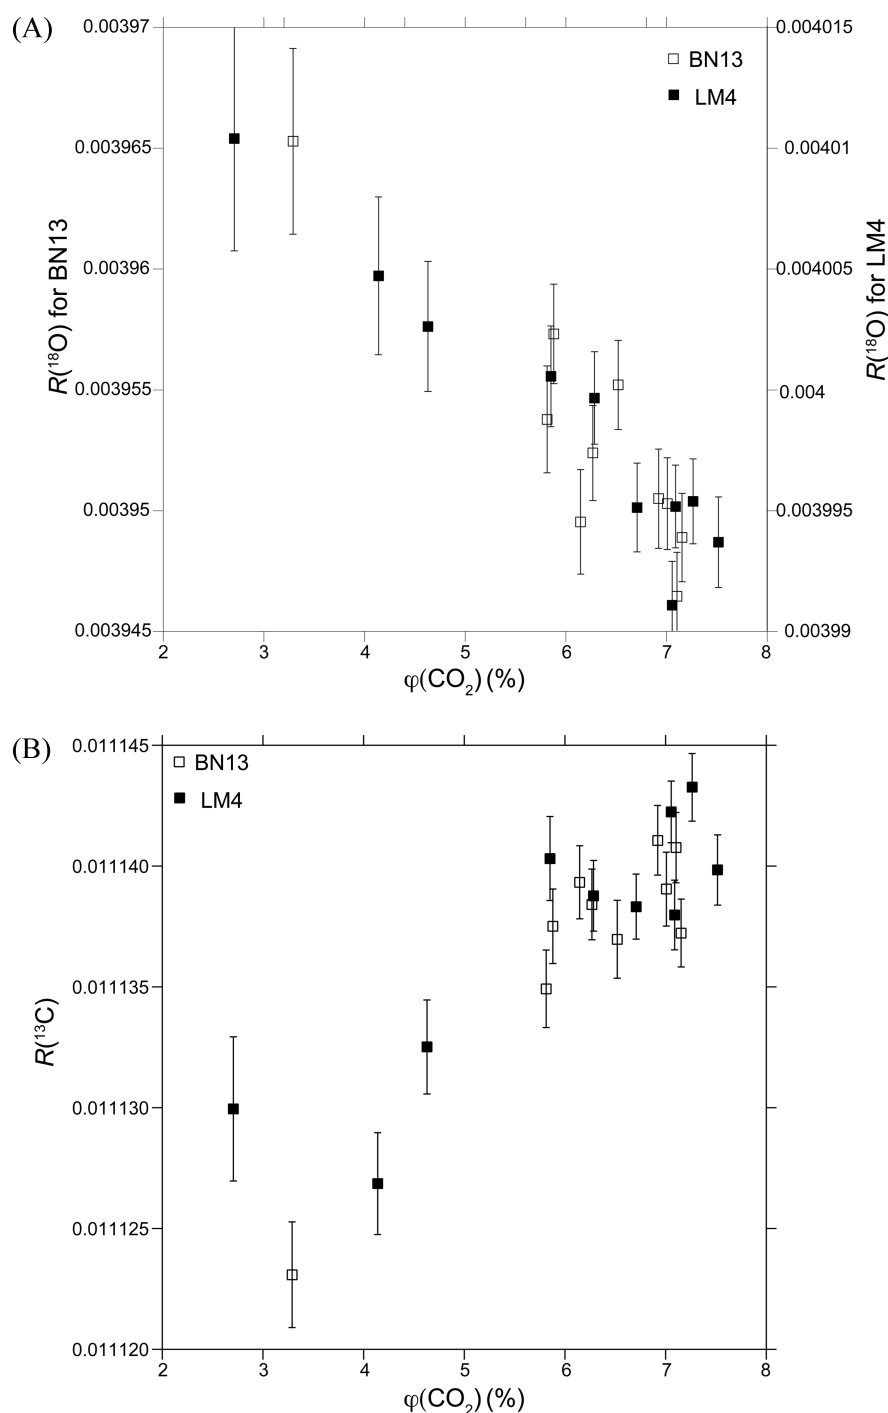 (A)
0.00397
0.003965
0.00396
0.003955
0.00395
0.003945
R(¹⁸O) for BN13
0.004015
0.00401
0.004005
0.004
0.003995
0.00399
R(¹⁸O) for LM4
BN13
LM4
2 3 4 5 6 7 8
φ(CO₂) (%)
(B)
0.011145
0.011140
0.011135
0.011130
0.011125
0.011120
R(¹³C)
BN13
LM4
2 3 4 5 6 7 8
φ(CO₂) (%)